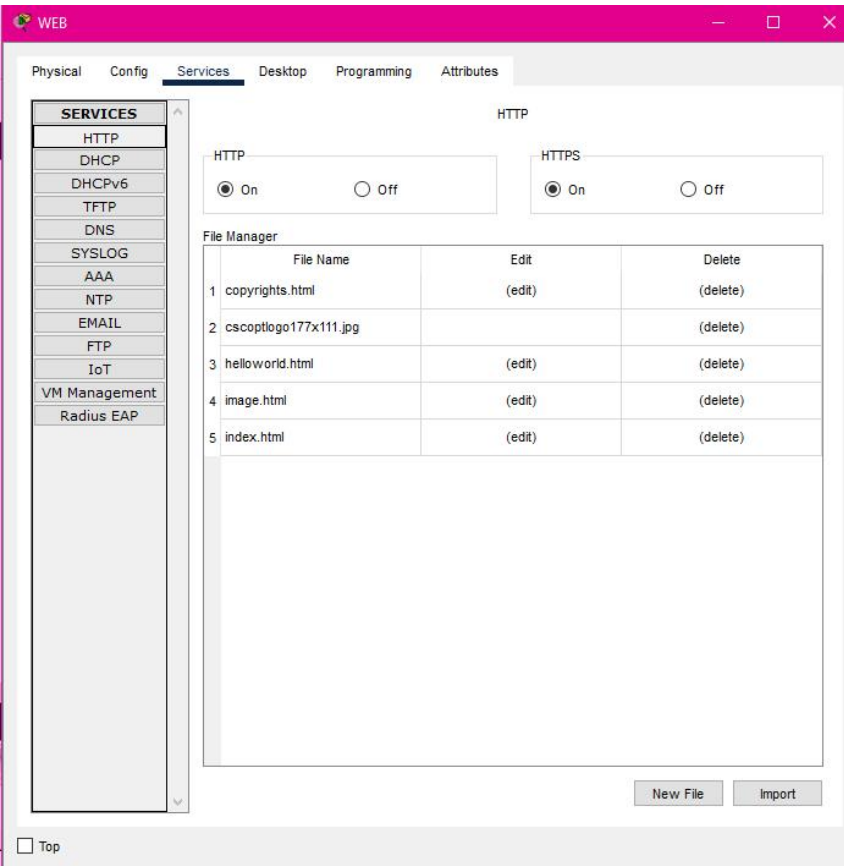 WEB
Physical Config Services Desktop Programming Attributes
SERVICES
HTTP
DHCP
DHCPv6
TFTP
DNS
SYSLOG
AAA
NTP
EMAIL
FTP
IoT
VM Management
Radius EAP
HTTP
HTTP
On Off
HTTPS
On Off
File Manager
File Name Edit Delete
1 copyrights.html (edit) (delete)
2 cscoptlogo177x111.jpg (delete)
3 helloworld.html (edit) (delete)
4 image.html (edit) (delete)
5 index.html (edit) (delete)
New File Import
Top